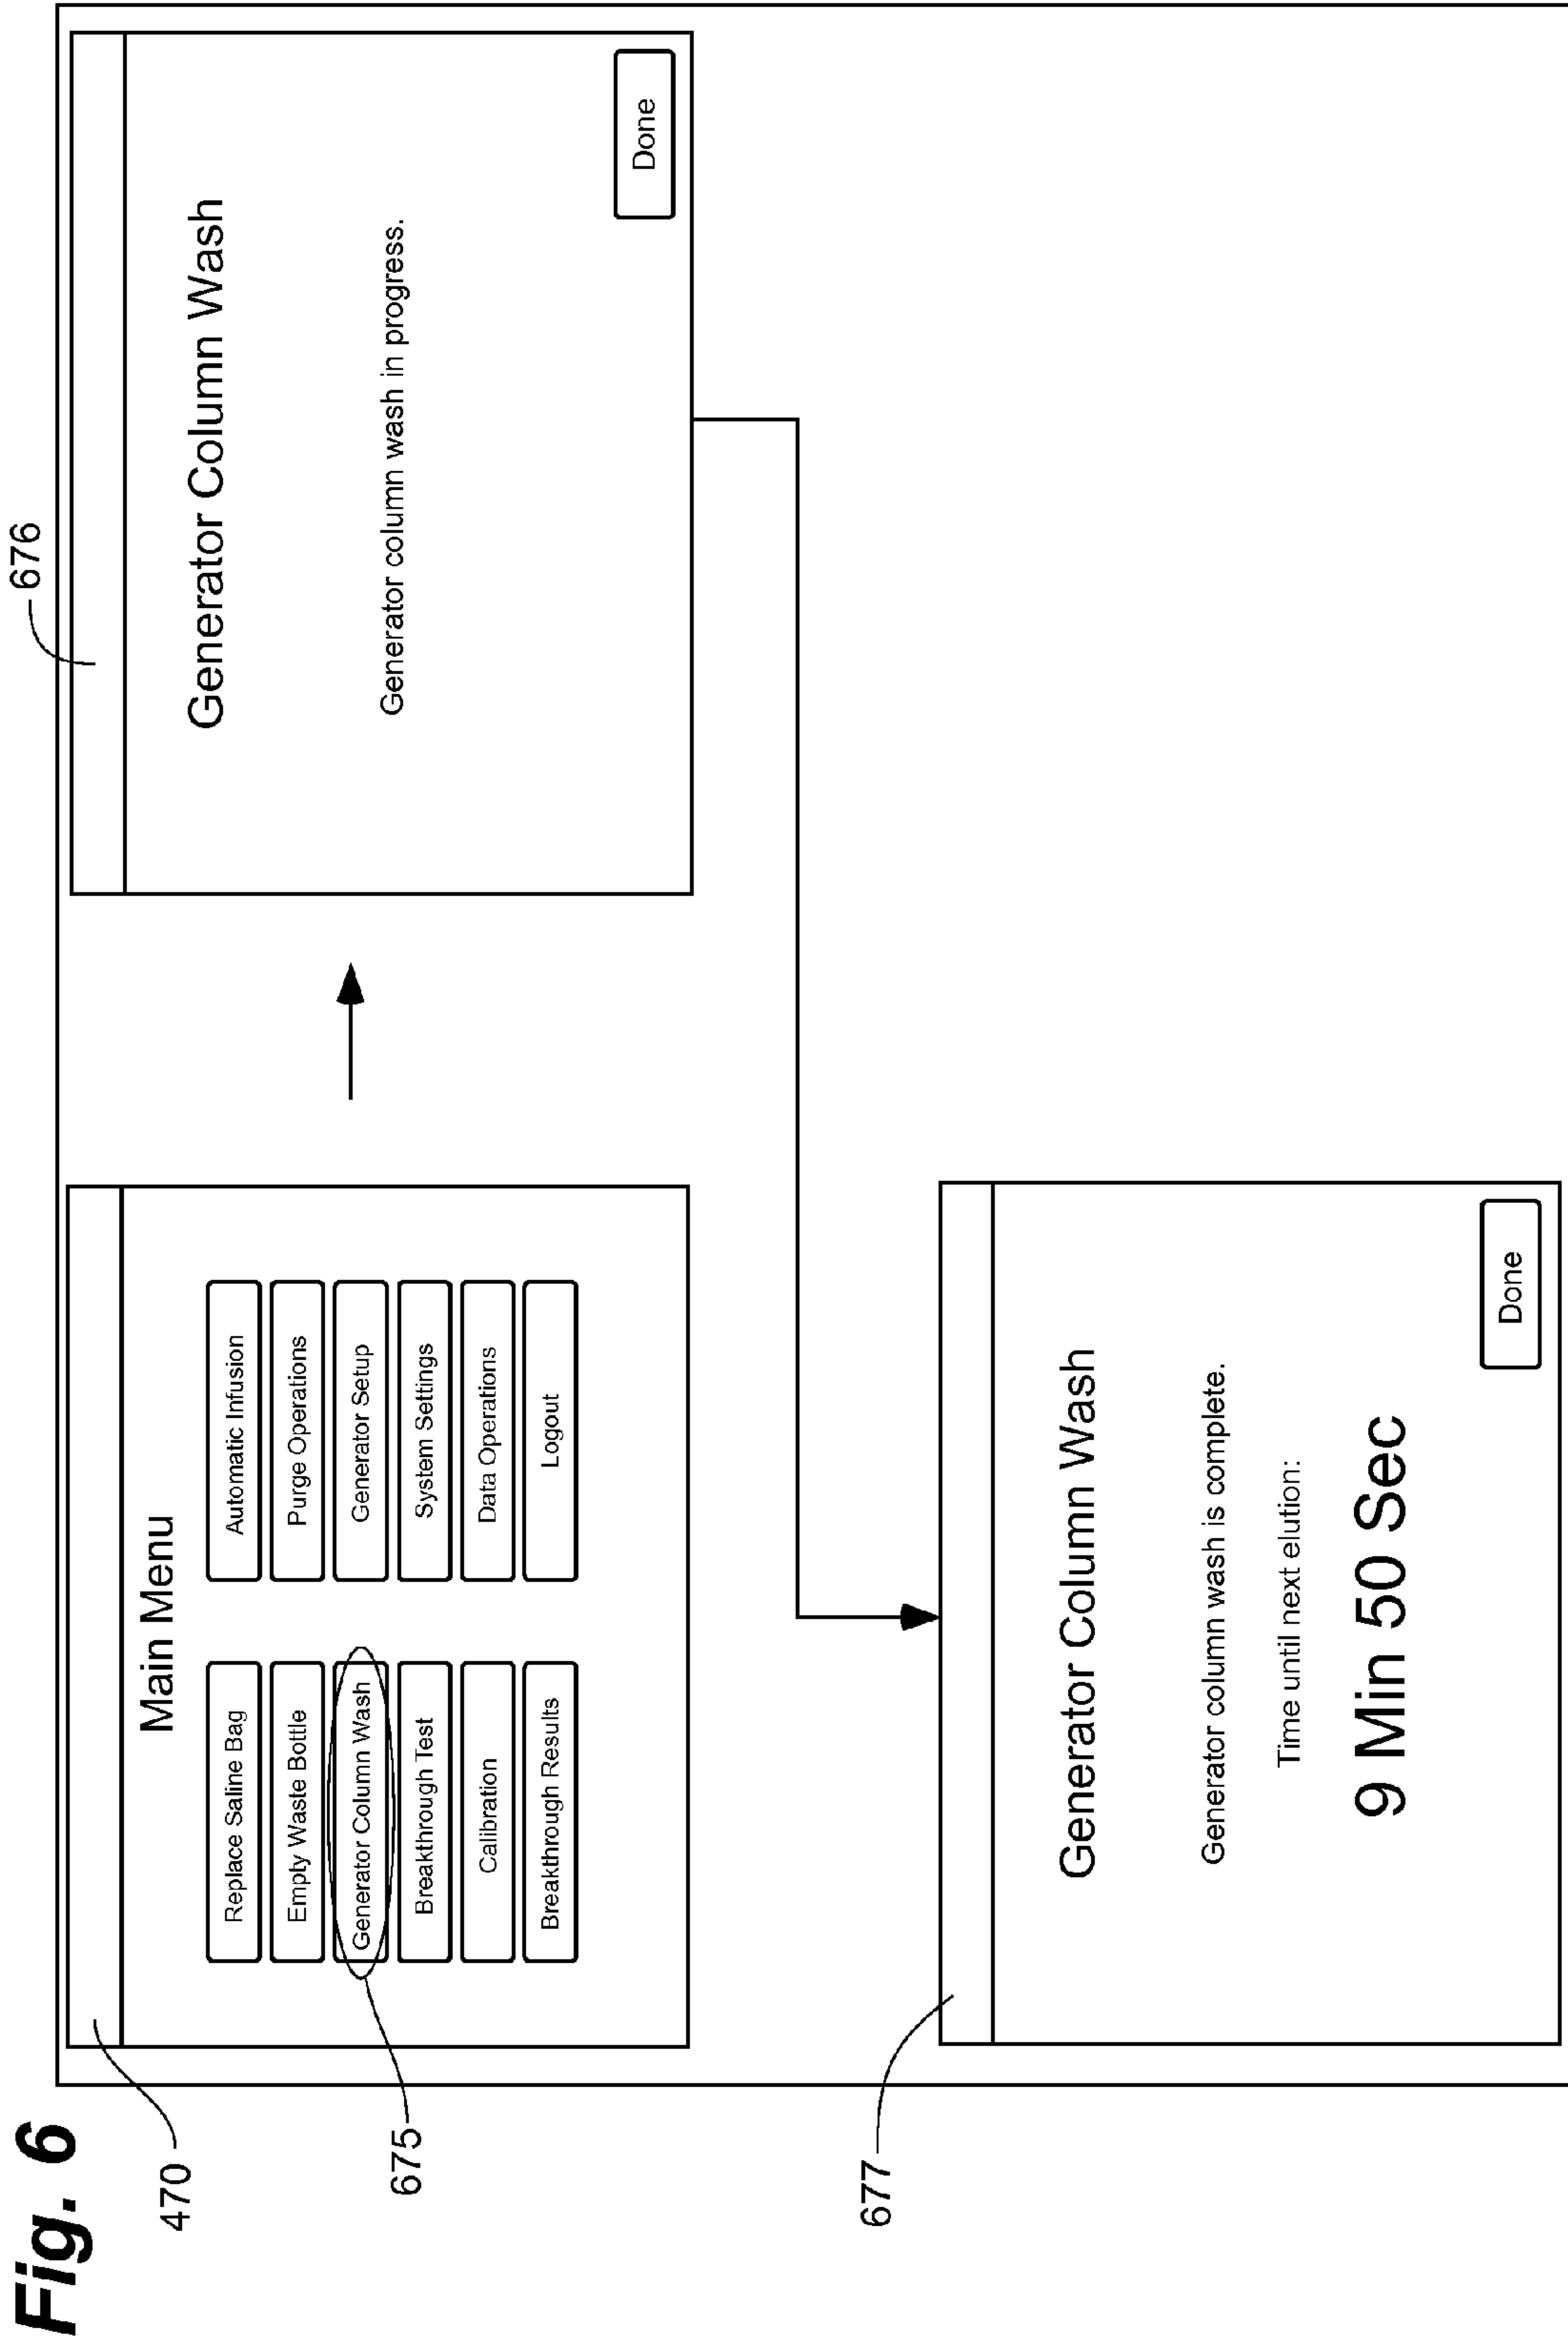 Fig. 6
470
Main Menu
Replace Saline Bag
Automatic Infusion
Empty Waste Bottle
Purge Operations
Generator Column Wash
Generator Setup
Breakthrough Test
System Settings
Calibration
Data Operations
Breakthrough Results
Logout
675
676
Generator Column Wash
Generator column wash in progress.
Done
677
Generator Column Wash
Generator column wash is complete.
Time until next elution:
9 Min 50 Sec
Done